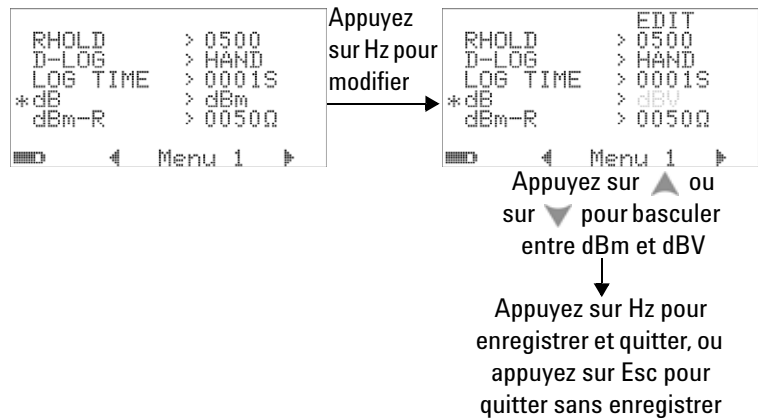 RHOLD > 0500
D-LOG > HAND
LOG TIME > 0001S
*dB > dBm
dBm-R > 0050Ω
Menu 1
Appuyez
sur Hz pour
modifier
EDIT
RHOLD > 0500
D-LOG > HAND
LOG TIME > 0001S
*dB > dBV
dBm-R > 0050Ω
Menu 1
Appuyez sur ou
sur pour basculer
entre dBm et dBV
Appuyez sur Hz pour
enregistrer et quitter, ou
appuyez sur Esc pour
quitter sans enregistrer